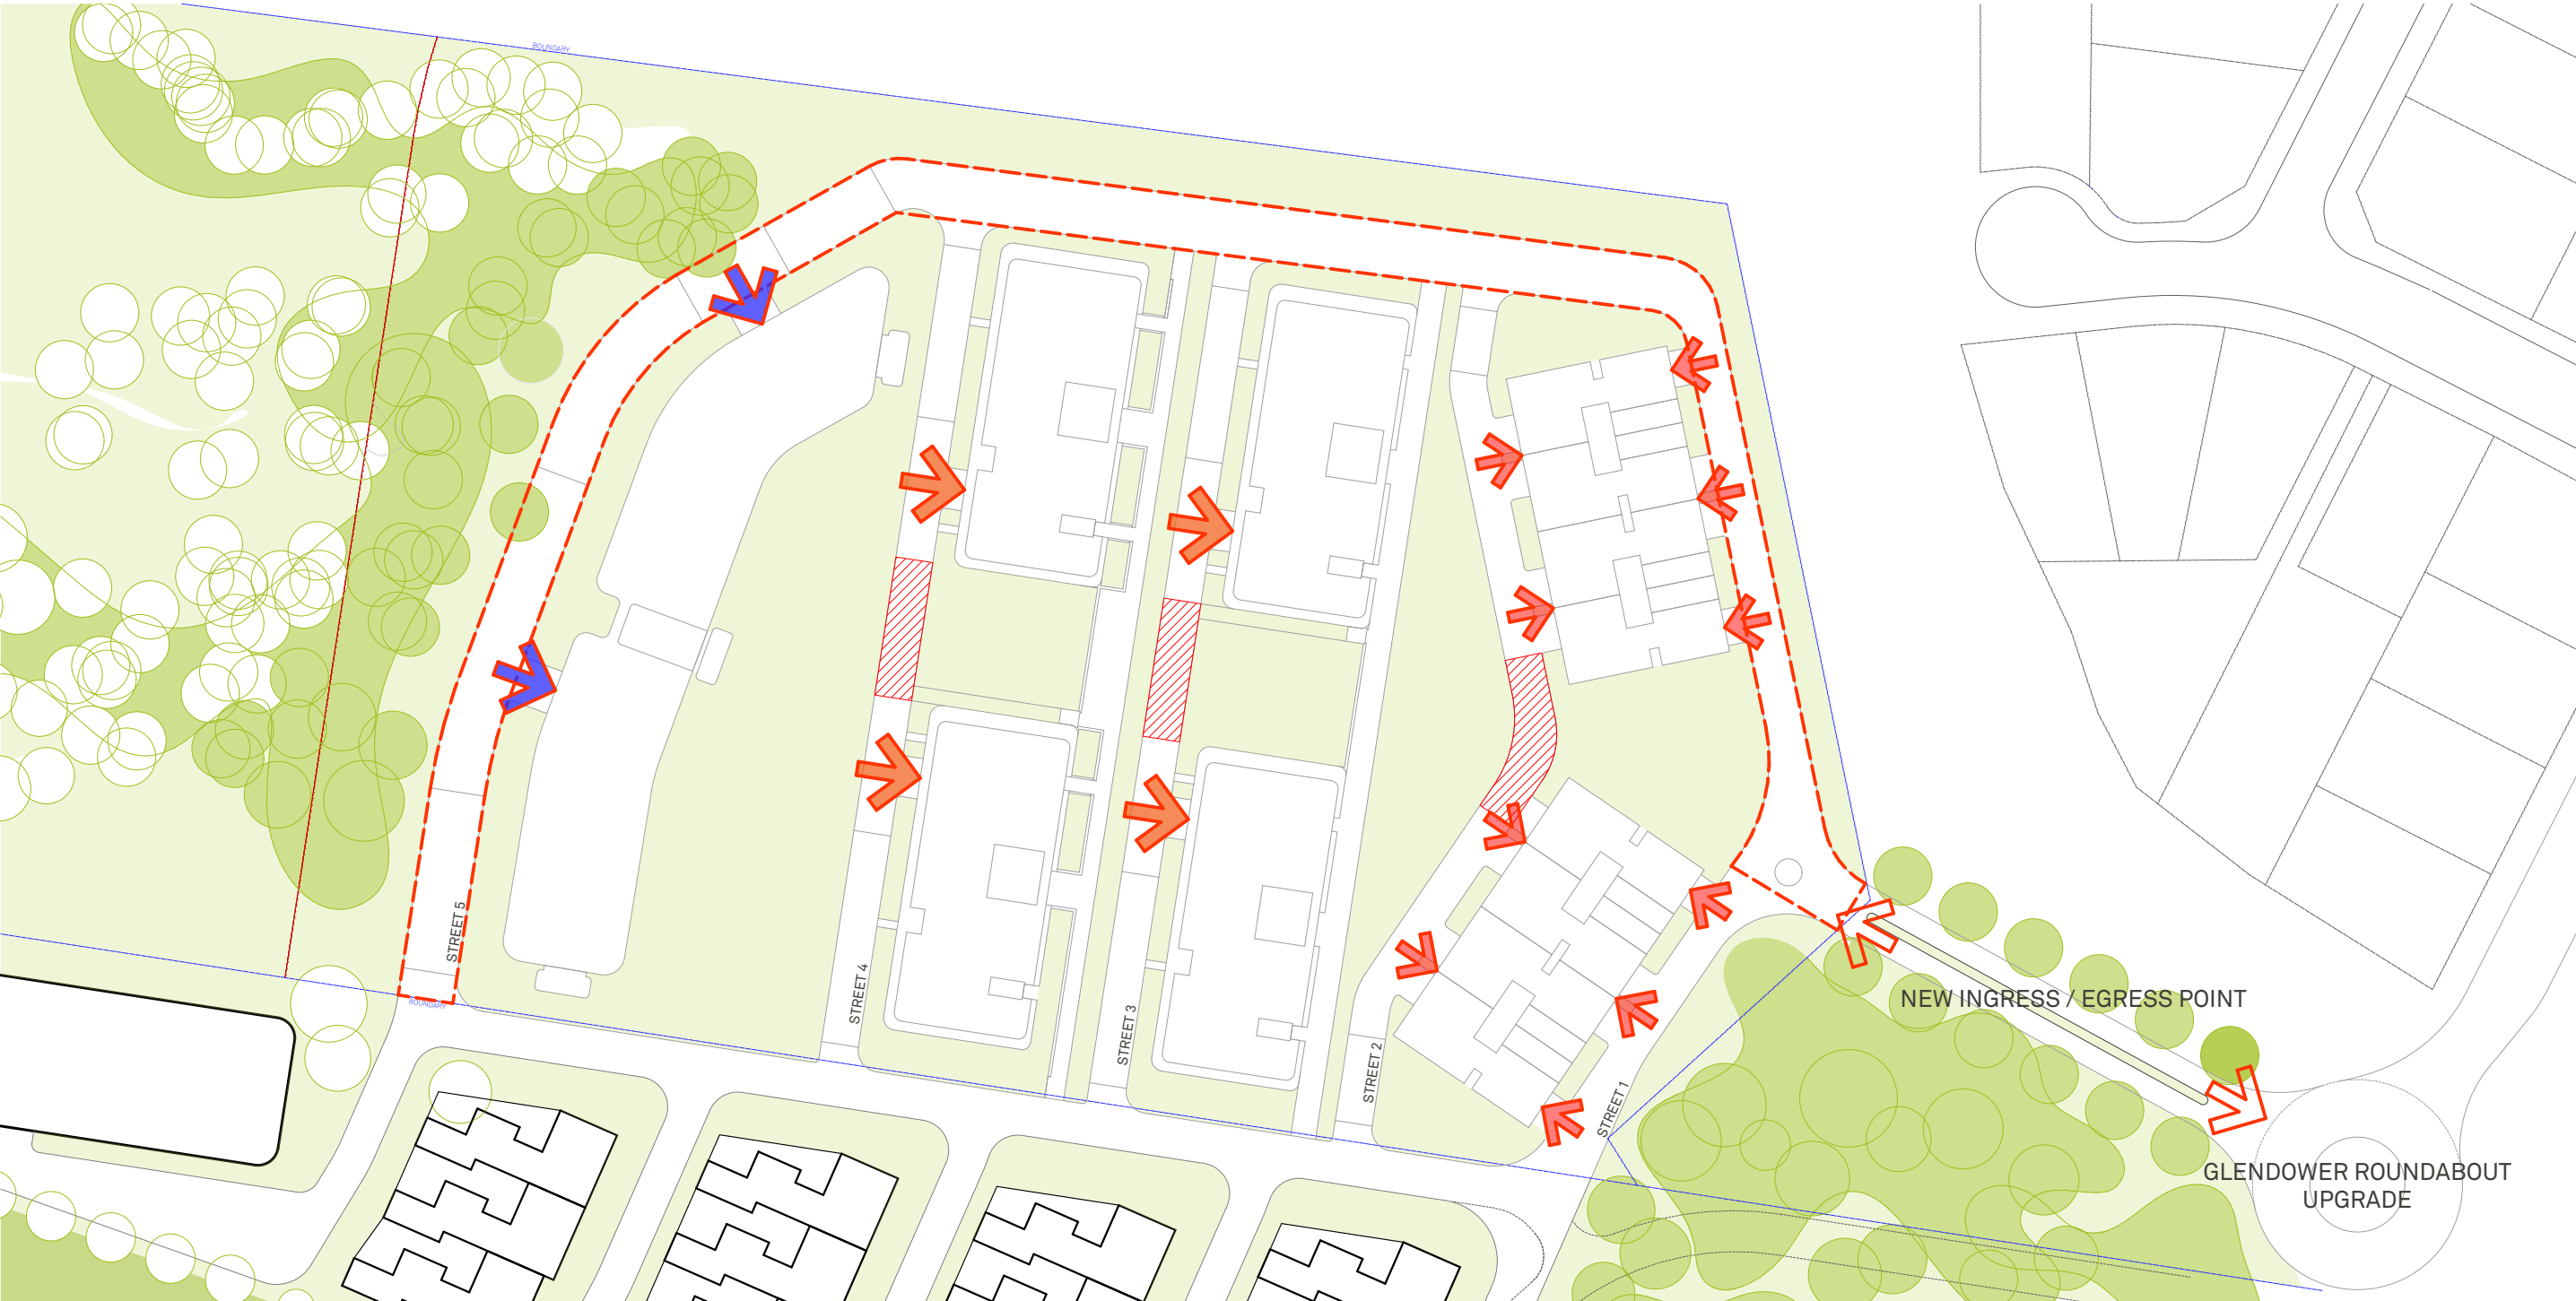 BOUNDARY
STREET 5
STREET 4
STREET 3
STREET 2
STREET 1
BOUNDARY
NEW INGRESS / EGRESS POINT
GLENDOWER ROUNDABOUT
UPGRADE